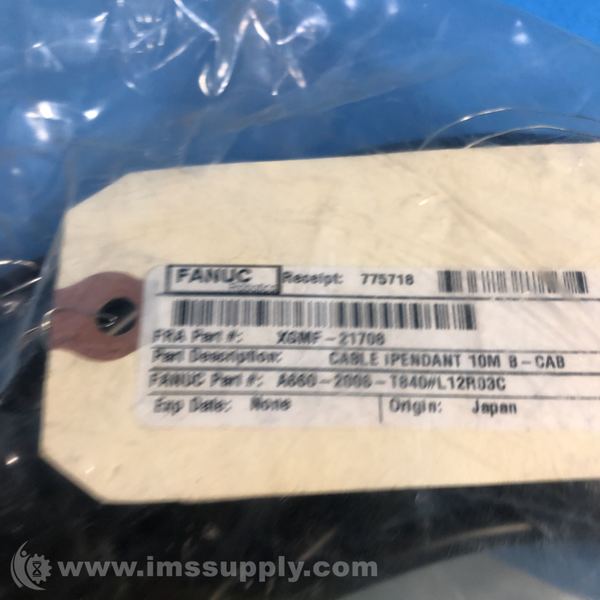 FANUC Robotics Receipt: 775718
FRA Part #: XGMF-21708
Part Description: CABLE IPENDANT 10M B-CAB
FANUC Part #: A660-2006-T840#L12R03C
Exp Date: None Origin: Japan
www.imssupply.com